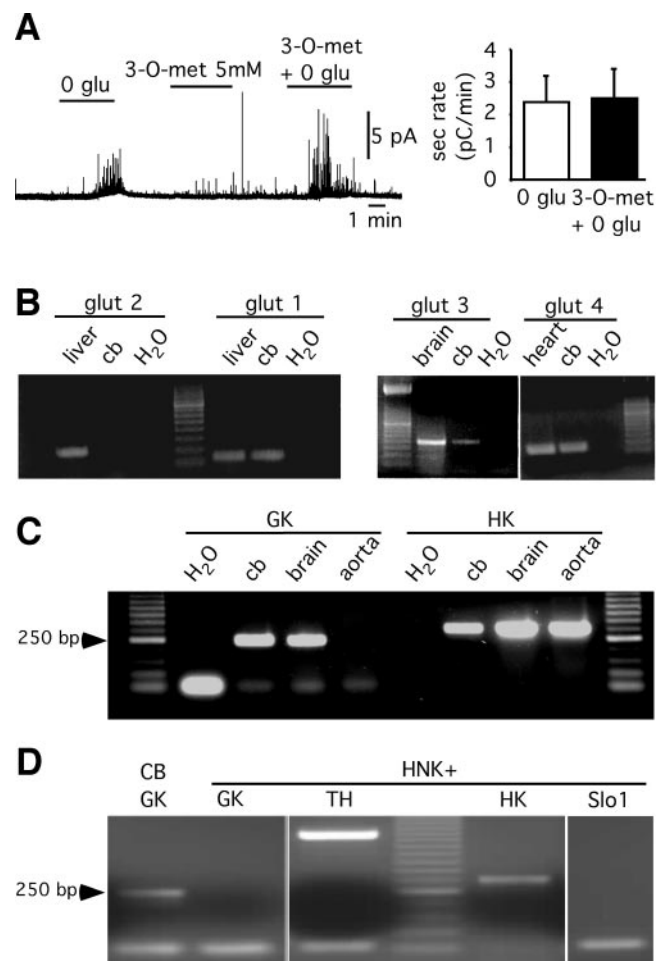 A
0 glu
3-O-met 5mM
3-O-met
+ 0 glu
5 pA
1 min
sec rate
(pC/min)
4
3
2
1
0
0 glu
3-O-met
+ 0 glu
B
glut 2
glut 1
glut 3
glut 4
liver
cb
H₂O
liver
cb
H₂O
brain
cb
H₂O
heart
cb
H₂O
C
GK
HK
H₂O
cb
brain
aorta
H₂O
cb
brain
aorta
250 bp
D
CB
GK
HNK+
GK
TH
HK
Slo1
250 bp